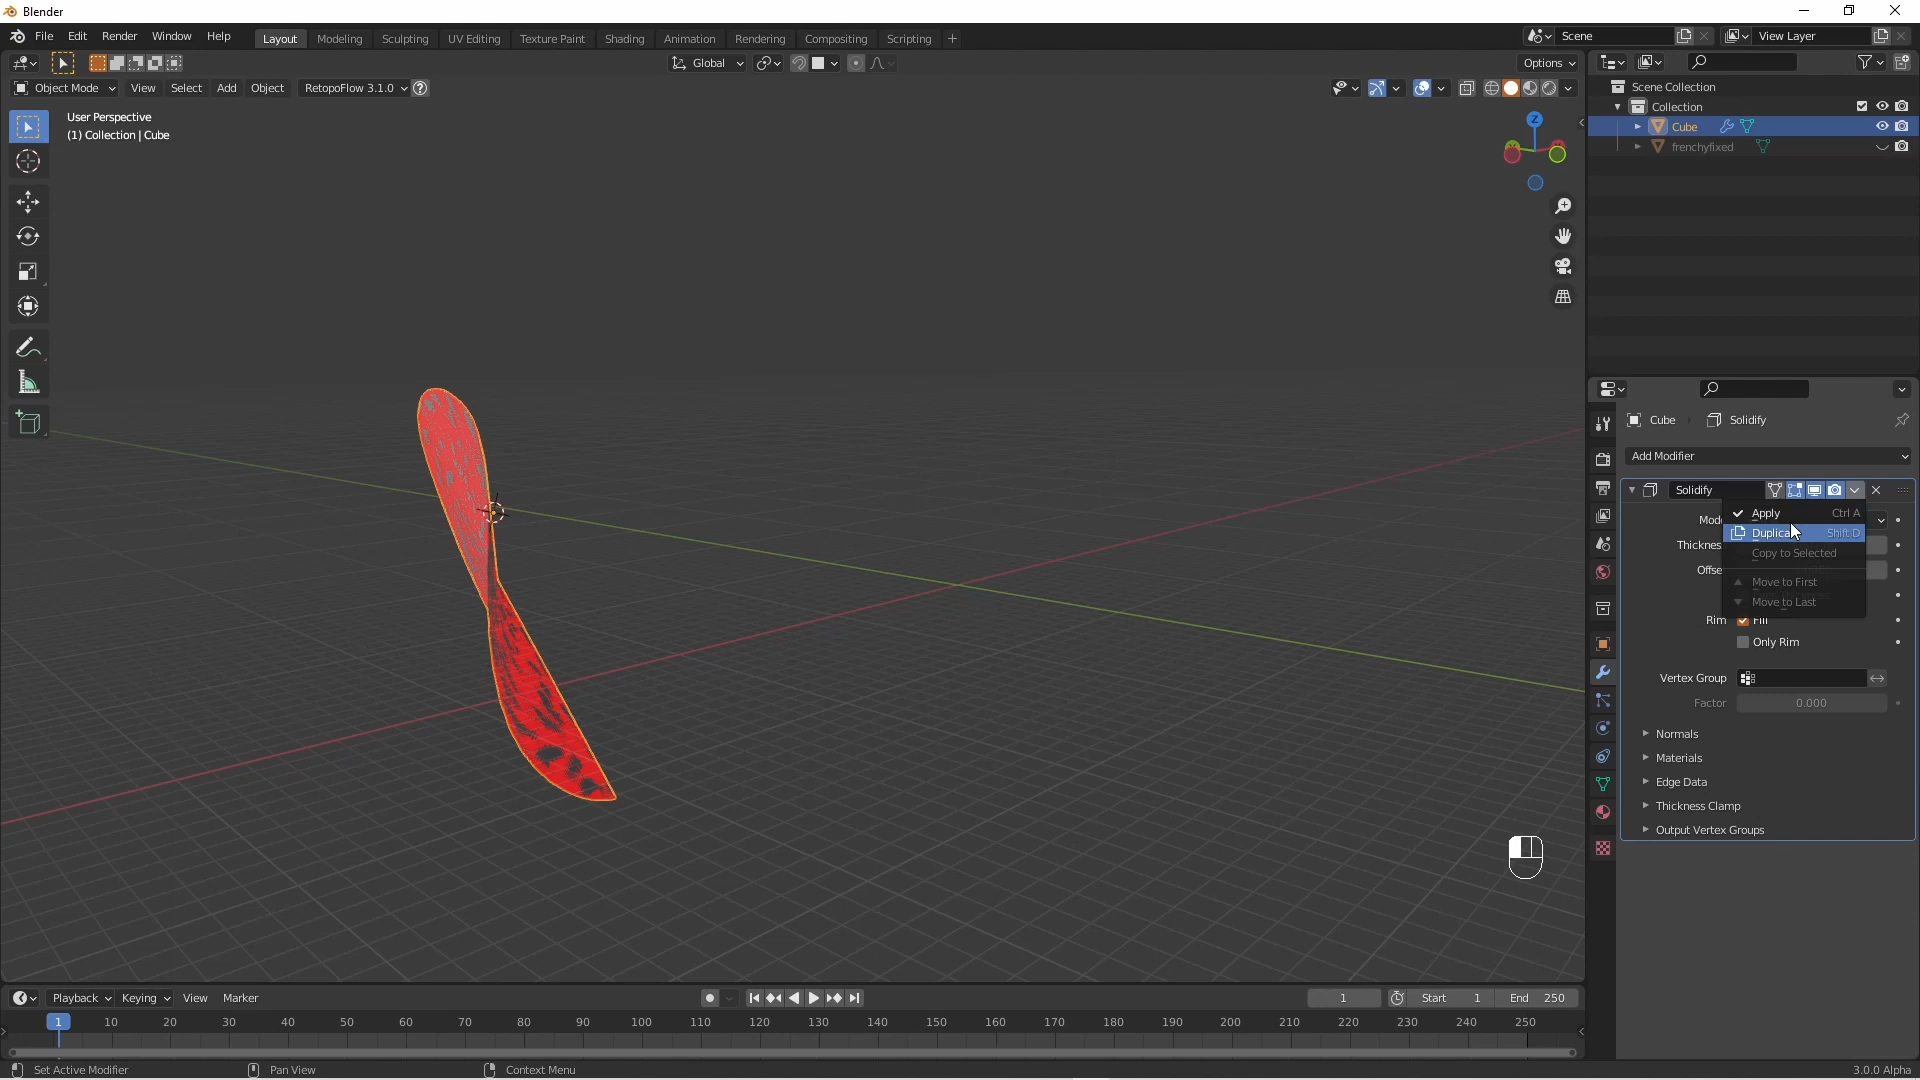 Blender
File Edit Render Window Help Layout Modeling Sculpting UV Editing Texture Paint Shading Animation Rendering Compositing Scripting + Scene View Layer
Global Options
Object Mode View Select Add Object RetopoFlow 3.1.0
User Perspective
(1) Collection | Cube
Z
Scene Collection
Collection
Cube
frenchyfixed
Cube Solidify
Add Modifier
Solidify
Apply Ctrl A
Duplica Shift D
Copy to Selected
Move to First
Move to Last
Mod
Thicknes
Offse
Rim Fill
Only Rim
Vertex Group
Factor 0.000
Normals
Materials
Edge Data
Thickness Clamp
Output Vertex Groups
Playback Keying View Marker 1 Start 1 End 250
1 10 20 30 40 50 60 70 80 90 100 110 120 130 140 150 160 170 180 190 200 210 220 230 240 250
Set Active Modifier Pan View Context Menu 3.0.0 Alpha